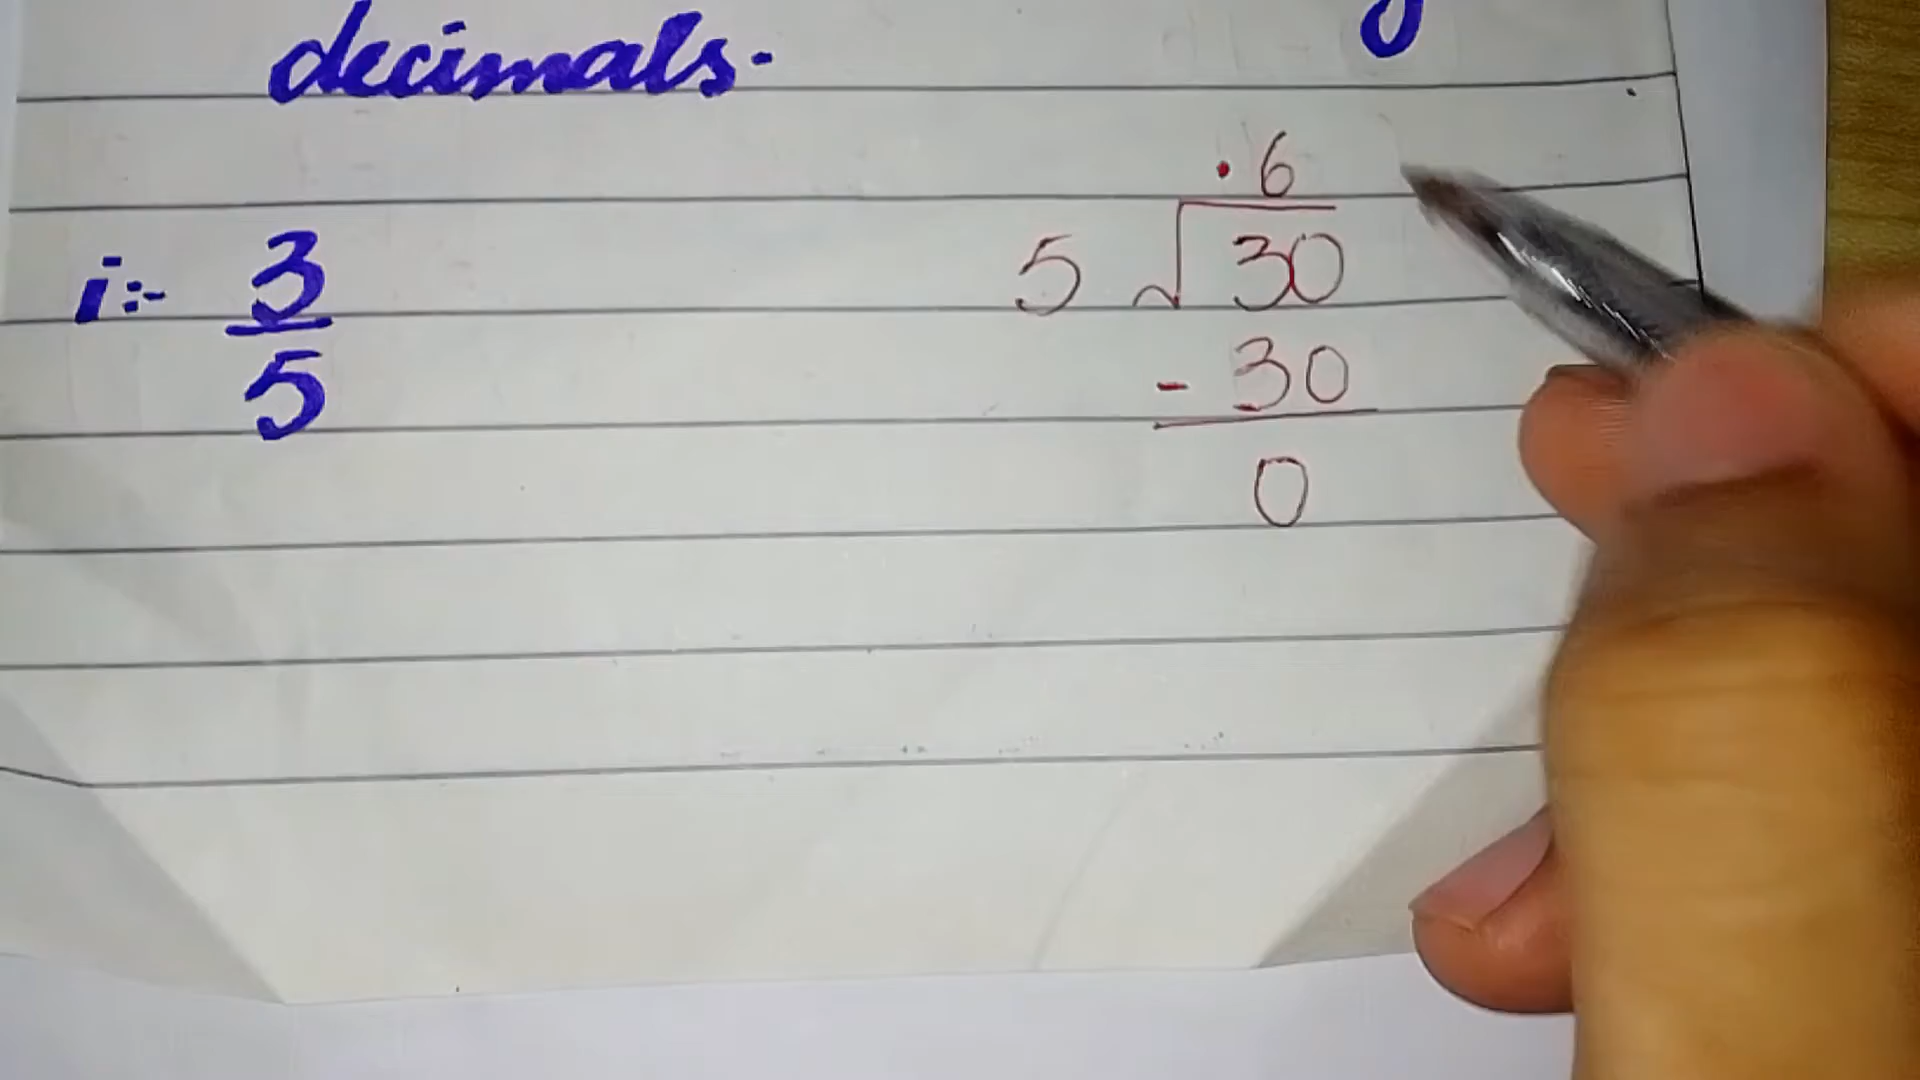 decimals.
i:- 3/5
.6
5 √30
- 30
0